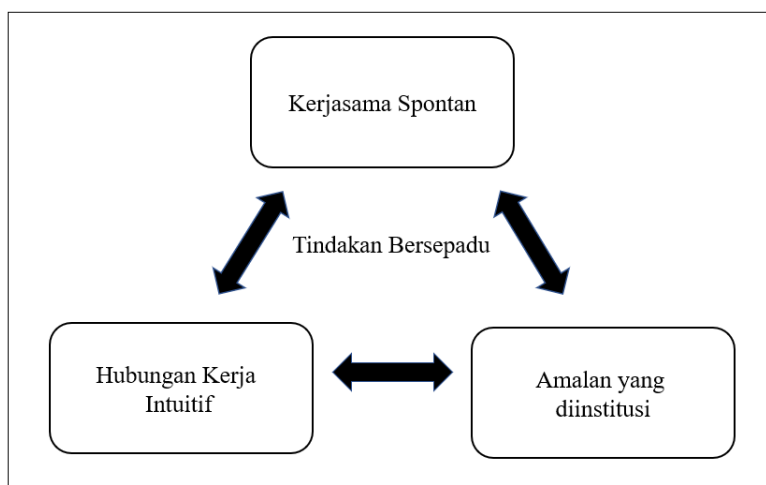 Kerjasama Spontan
Tindakan Bersepadu
Hubungan Kerja
Intuitif
Amalan yang
diinstitusi